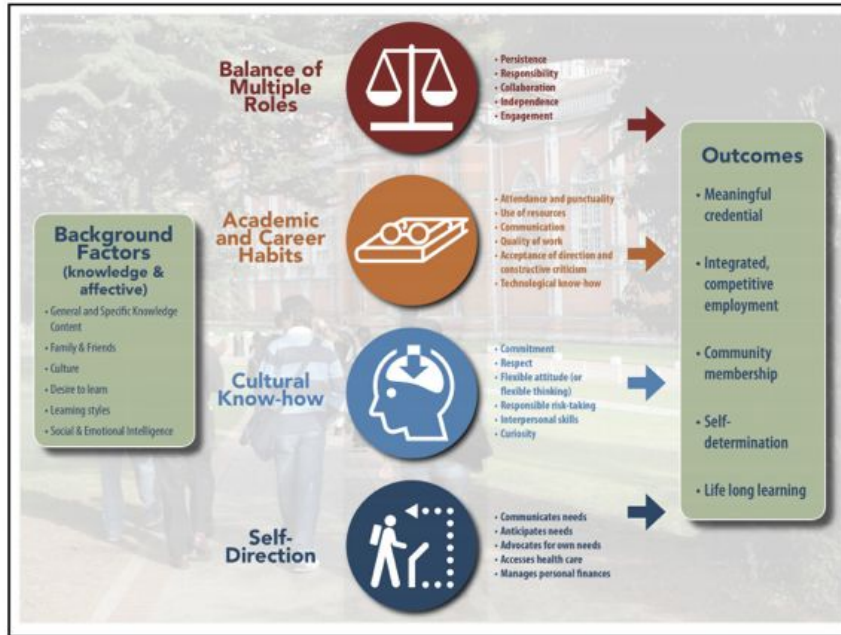 Background
Factors
(knowledge &
affective)
• General and Specific Knowledge
Content
• Family & Friends
• Culture
• Desire to learn
• Learning styles
• Social & Emotional Intelligence
Balance of
Multiple
Roles
• Persistence
• Responsibility
• Collaboration
• Independence
• Engagement
Academic
and Career
Habits
• Attendance and punctuality
• Use of resources
• Communication
• Quality of work
• Acceptance of direction and
constructive criticism
• Technological know-how
Cultural
Know-how
• Commitment
• Respect
• Flexible attitude (or
flexible thinking)
• Responsible risk-taking
• Interpersonal skills
• Curiosity
Self-
Direction
• Communicates needs
• Anticipates needs
• Advocates for own needs
• Accesses health care
• Manages personal finances
Outcomes
• Meaningful
credential
• Integrated,
competitive
employment
• Community
membership
• Self-
determination
• Life long learning